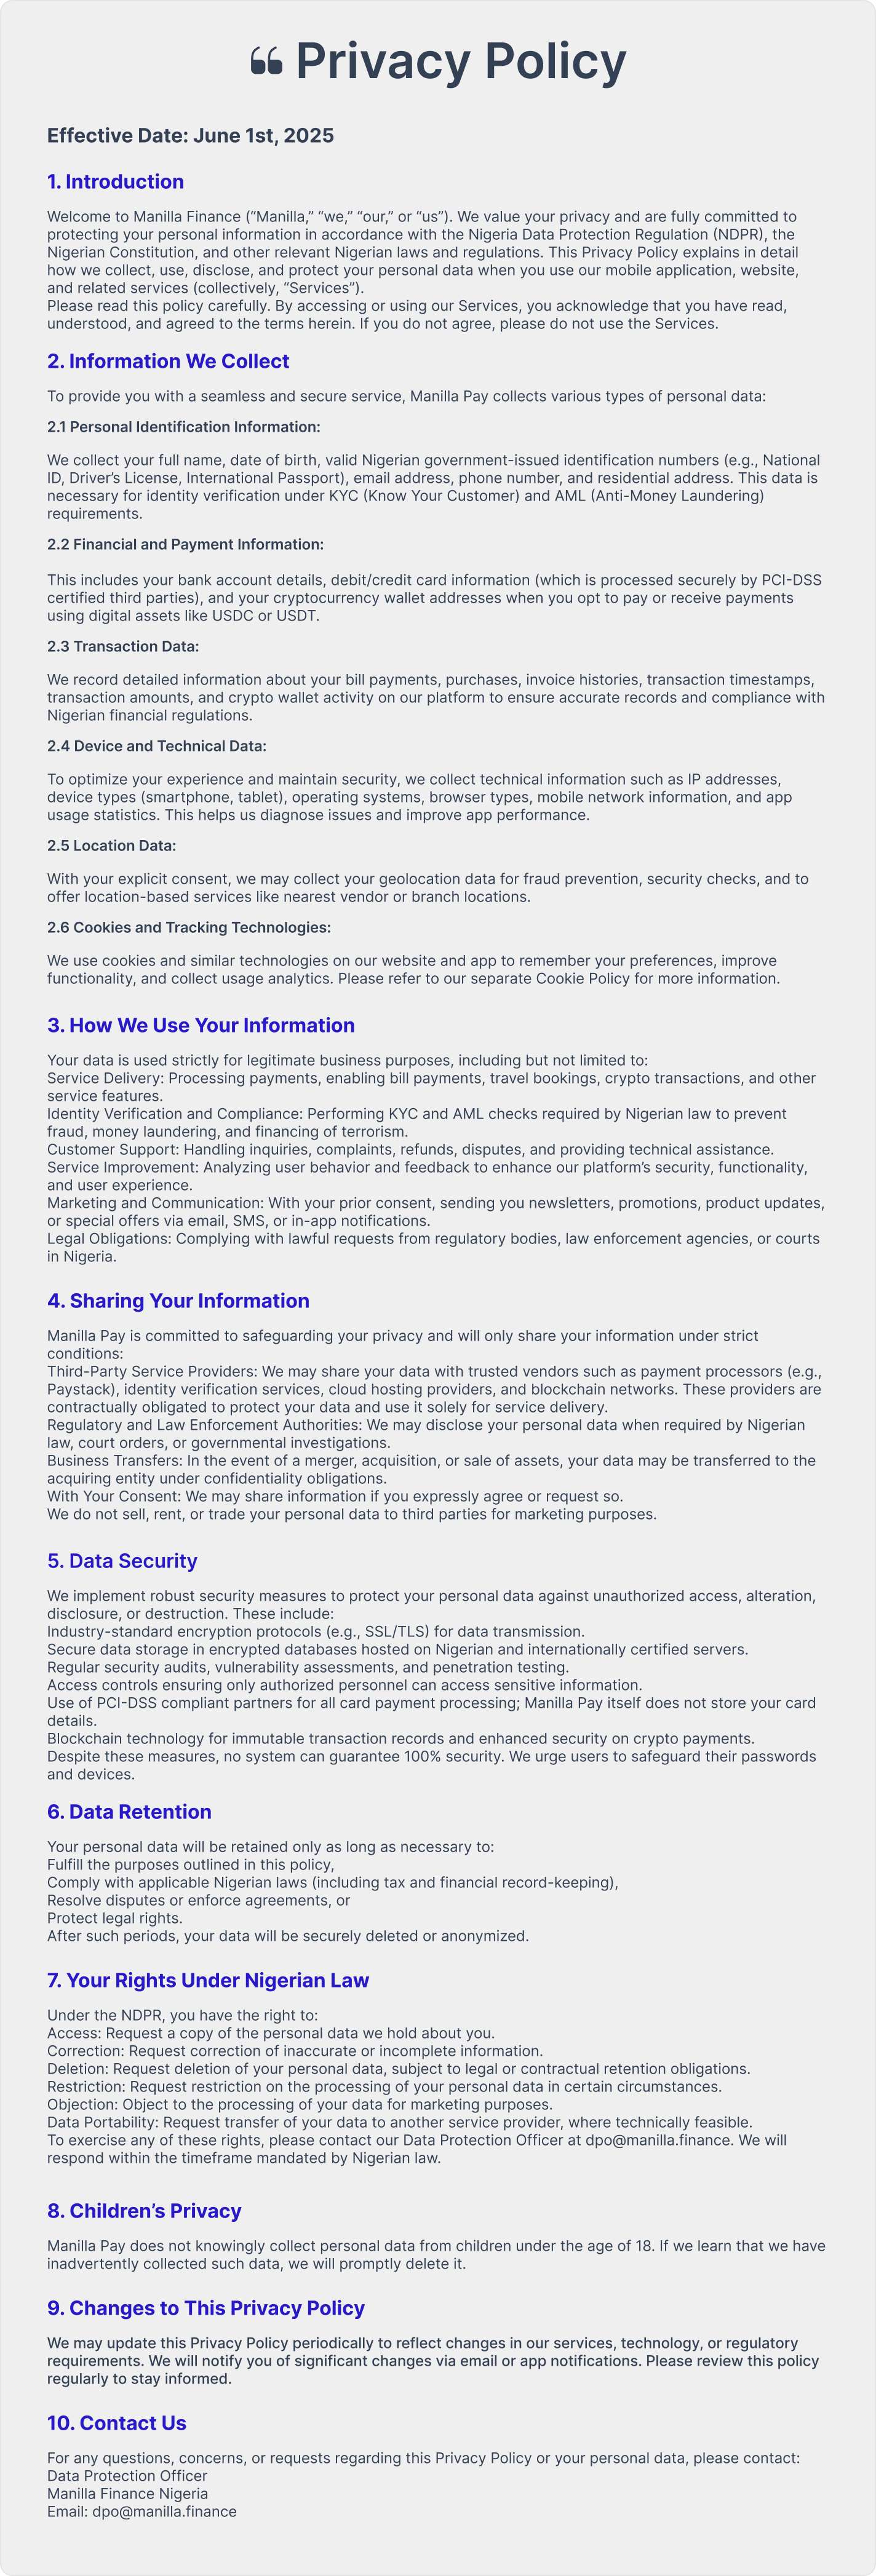 ❝ Privacy Policy
Effective Date: June 1st, 2025
1. Introduction
Welcome to Manilla Finance (“Manilla,” “we,” “our,” or “us”). We value your privacy and are fully committed to
protecting your personal information in accordance with the Nigeria Data Protection Regulation (NDPR), the
Nigerian Constitution, and other relevant Nigerian laws and regulations. This Privacy Policy explains in detail
how we collect, use, disclose, and protect your personal data when you use our mobile application, website,
and related services (collectively, “Services”).
Please read this policy carefully. By accessing or using our Services, you acknowledge that you have read,
understood, and agreed to the terms herein. If you do not agree, please do not use the Services.
2. Information We Collect
To provide you with a seamless and secure service, Manilla Pay collects various types of personal data:
2.1 Personal Identification Information:
We collect your full name, date of birth, valid Nigerian government-issued identification numbers (e.g., National
ID, Driver’s License, International Passport), email address, phone number, and residential address. This data is
necessary for identity verification under KYC (Know Your Customer) and AML (Anti-Money Laundering)
requirements.
2.2 Financial and Payment Information:
This includes your bank account details, debit/credit card information (which is processed securely by PCI-DSS
certified third parties), and your cryptocurrency wallet addresses when you opt to pay or receive payments
using digital assets like USDC or USDT.
2.3 Transaction Data:
We record detailed information about your bill payments, purchases, invoice histories, transaction timestamps,
transaction amounts, and crypto wallet activity on our platform to ensure accurate records and compliance with
Nigerian financial regulations.
2.4 Device and Technical Data:
To optimize your experience and maintain security, we collect technical information such as IP addresses,
device types (smartphone, tablet), operating systems, browser types, mobile network information, and app
usage statistics. This helps us diagnose issues and improve app performance.
2.5 Location Data:
With your explicit consent, we may collect your geolocation data for fraud prevention, security checks, and to
offer location-based services like nearest vendor or branch locations.
2.6 Cookies and Tracking Technologies:
We use cookies and similar technologies on our website and app to remember your preferences, improve
functionality, and collect usage analytics. Please refer to our separate Cookie Policy for more information.
3. How We Use Your Information
Your data is used strictly for legitimate business purposes, including but not limited to:
Service Delivery: Processing payments, enabling bill payments, travel bookings, crypto transactions, and other
service features.
Identity Verification and Compliance: Performing KYC and AML checks required by Nigerian law to prevent
fraud, money laundering, and financing of terrorism.
Customer Support: Handling inquiries, complaints, refunds, disputes, and providing technical assistance.
Service Improvement: Analyzing user behavior and feedback to enhance our platform’s security, functionality,
and user experience.
Marketing and Communication: With your prior consent, sending you newsletters, promotions, product updates,
or special offers via email, SMS, or in-app notifications.
Legal Obligations: Complying with lawful requests from regulatory bodies, law enforcement agencies, or courts
in Nigeria.
4. Sharing Your Information
Manilla Pay is committed to safeguarding your privacy and will only share your information under strict
conditions:
Third-Party Service Providers: We may share your data with trusted vendors such as payment processors (e.g.,
Paystack), identity verification services, cloud hosting providers, and blockchain networks. These providers are
contractually obligated to protect your data and use it solely for service delivery.
Regulatory and Law Enforcement Authorities: We may disclose your personal data when required by Nigerian
law, court orders, or governmental investigations.
Business Transfers: In the event of a merger, acquisition, or sale of assets, your data may be transferred to the
acquiring entity under confidentiality obligations.
With Your Consent: We may share information if you expressly agree or request so.
We do not sell, rent, or trade your personal data to third parties for marketing purposes.
5. Data Security
We implement robust security measures to protect your personal data against unauthorized access, alteration,
disclosure, or destruction. These include:
Industry-standard encryption protocols (e.g., SSL/TLS) for data transmission.
Secure data storage in encrypted databases hosted on Nigerian and internationally certified servers.
Regular security audits, vulnerability assessments, and penetration testing.
Access controls ensuring only authorized personnel can access sensitive information.
Use of PCI-DSS compliant partners for all card payment processing; Manilla Pay itself does not store your card
details.
Blockchain technology for immutable transaction records and enhanced security on crypto payments.
Despite these measures, no system can guarantee 100% security. We urge users to safeguard their passwords
and devices.
6. Data Retention
Your personal data will be retained only as long as necessary to:
Fulfill the purposes outlined in this policy,
Comply with applicable Nigerian laws (including tax and financial record-keeping),
Resolve disputes or enforce agreements, or
Protect legal rights.
After such periods, your data will be securely deleted or anonymized.
7. Your Rights Under Nigerian Law
Under the NDPR, you have the right to:
Access: Request a copy of the personal data we hold about you.
Correction: Request correction of inaccurate or incomplete information.
Deletion: Request deletion of your personal data, subject to legal or contractual retention obligations.
Restriction: Request restriction on the processing of your personal data in certain circumstances.
Objection: Object to the processing of your data for marketing purposes.
Data Portability: Request transfer of your data to another service provider, where technically feasible.
To exercise any of these rights, please contact our Data Protection Officer at dpo@manilla.finance. We will
respond within the timeframe mandated by Nigerian law.
8. Children’s Privacy
Manilla Pay does not knowingly collect personal data from children under the age of 18. If we learn that we have
inadvertently collected such data, we will promptly delete it.
9. Changes to This Privacy Policy
We may update this Privacy Policy periodically to reflect changes in our services, technology, or regulatory
requirements. We will notify you of significant changes via email or app notifications. Please review this policy
regularly to stay informed.
10. Contact Us
For any questions, concerns, or requests regarding this Privacy Policy or your personal data, please contact:
Data Protection Officer
Manilla Finance Nigeria
Email: dpo@manilla.finance